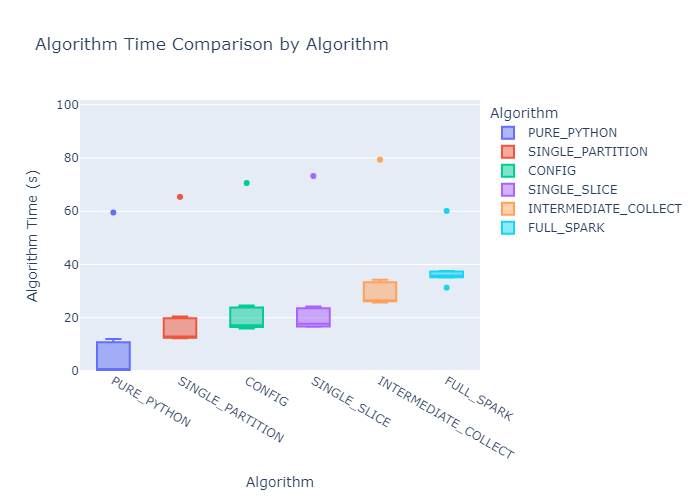 Algorithm Time Comparison by Algorithm
Algorithm Time (s)
100
80
60
40
20
0
PURE_PYTHON
SINGLE_PARTITION
CONFIG
SINGLE_SLICE
INTERMEDIATE_COLLECT
FULL_SPARK
Algorithm
Algorithm
PURE_PYTHON
SINGLE_PARTITION
CONFIG
SINGLE_SLICE
INTERMEDIATE_COLLECT
FULL_SPARK